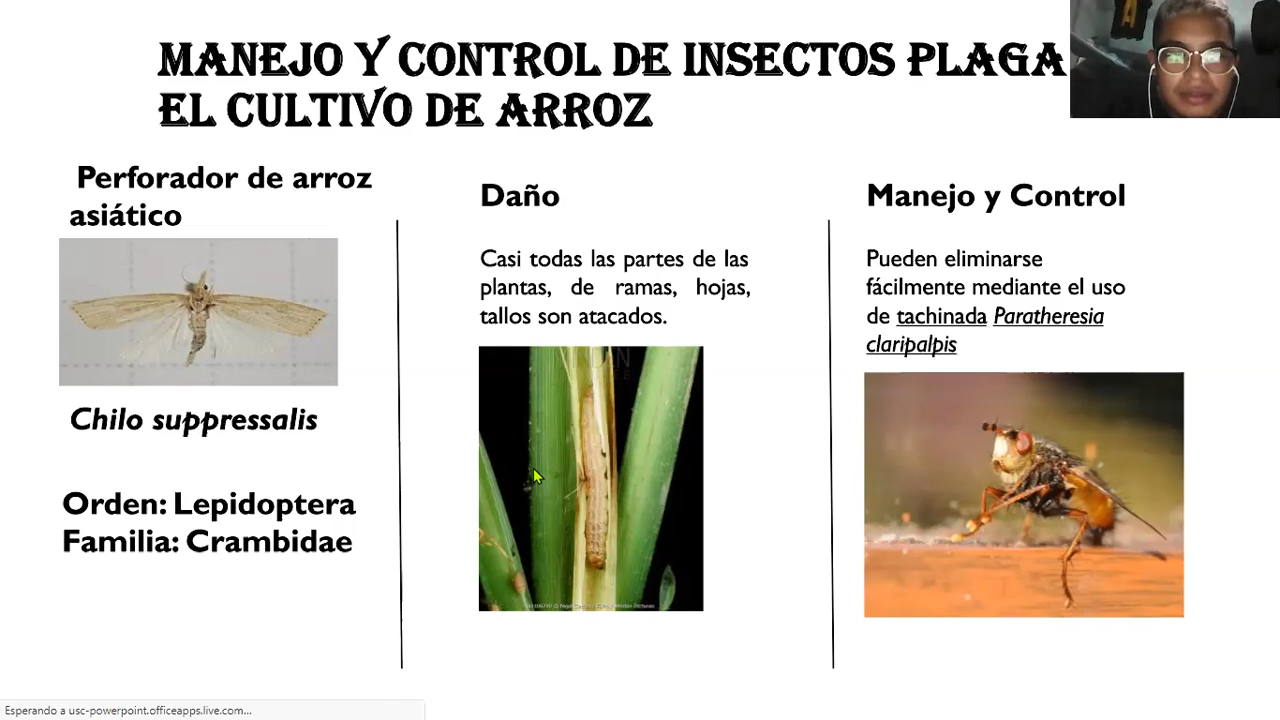 MANEJO Y CONTROL DE INSECTOS PLAGA
EL CULTIVO DE ARROZ
Perforador de arroz
asiático
Chilo suppressalis
Orden: Lepidoptera
Familia: Crambidae
Daño
Casi todas las partes de las
plantas, de ramas, hojas,
tallos son atacados.
Manejo y Control
Pueden eliminarse
fácilmente mediante el uso
de tachinada Paratheresia
claripalpis
Esperando a usc-powerpoint.officeapps.live.com...